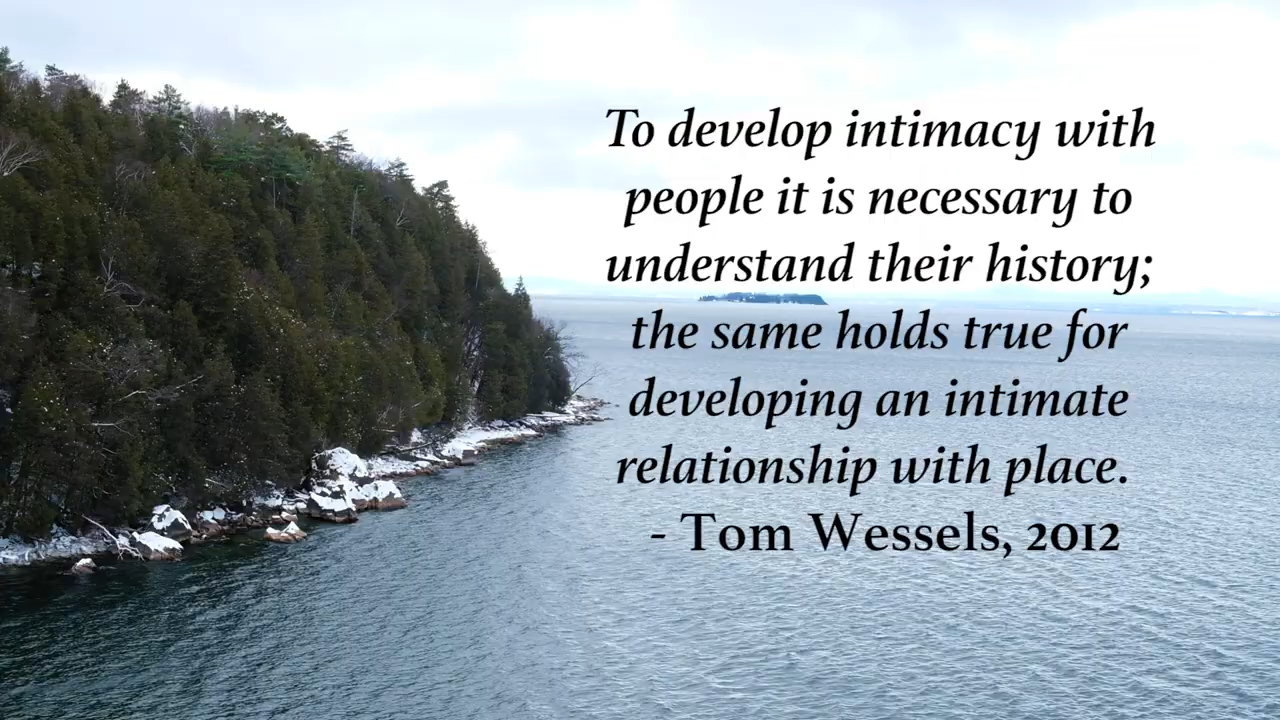 To develop intimacy with
people it is necessary to
understand their history;
the same holds true for
developing an intimate
relationship with place.
- Tom Wessels, 2012